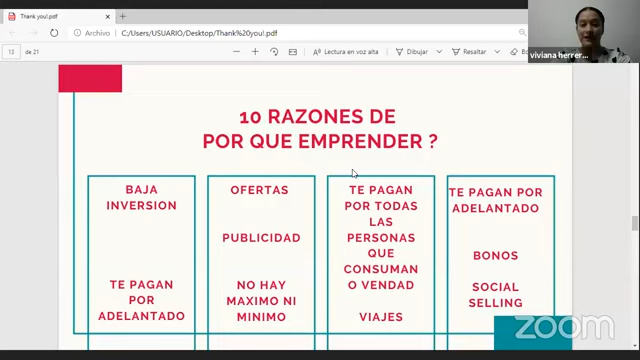 Thank you!.pdf
Archivo
C:/Users/USUARIO/Desktop/Thank%20you!.pdf
13
de 21
Lectura en voz alta
Dibujar
Resaltar
viviana herrer...
10 RAZONES DE
POR QUE EMPRENDER ?
BAJA
INVERSION
TE PAGAN
POR
ADELANTADO
OFERTAS
PUBLICIDAD
NO HAY
MAXIMO NI
MINIMO
TE PAGAN
POR TODAS
LAS
PERSONAS
QUE
CONSUMAN
O VENDAD
VIAJES
TE PAGAN POR
ADELANTADO
BONOS
SOCIAL
SELLING
zoom